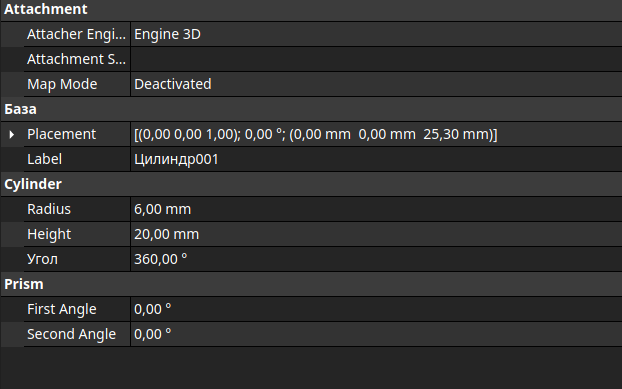 Attachment
Attacher Engi... Engine 3D
Attachment S...
Map Mode Deactivated
База
Placement [(0,00 0,00 1,00); 0,00 °; (0,00 mm 0,00 mm 25,30 mm)]
Label Цилиндр001
Cylinder
Radius 6,00 mm
Height 20,00 mm
Угол 360,00 °
Prism
First Angle 0,00 °
Second Angle 0,00 °